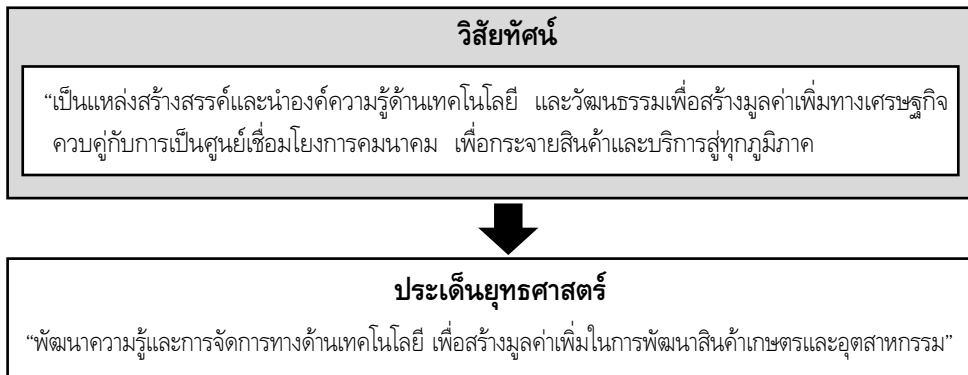 วิสัยทัศน์
“เป็นแหล่งสร้างสรรค์และนำองค์ความรู้ด้านเทคโนโลยี และวัฒนธรรมเพื่อสร้างมูลค่าเพิ่มทางเศรษฐกิจ
ควบคู่กับการเป็นศูนย์เชื่อมโยงการคมนาคม เพื่อกระจายสินค้าและบริการสู่ทุกภูมิภาค
ประเด็นยุทธศาสตร์
“พัฒนาความรู้และการจัดการทางด้านเทคโนโลยี เพื่อสร้างมูลค่าเพิ่มในการพัฒนาสินค้าเกษตรและอุตสาหกรรม”